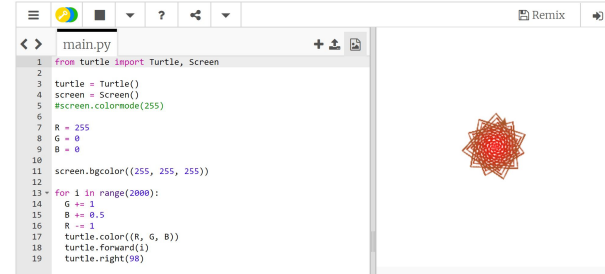 ? Remix
main.py
1 from turtle import Turtle, Screen
2
3 turtle = Turtle()
4 screen = Screen()
5 #screen.colormode(255)
6
7 R = 255
8 G = 0
9 B = 0
10
11 screen.bgcolor((255, 255, 255))
12
13 for i in range(2000):
14 G += 1
15 B += 0.5
16 R -= 1
17 turtle.color((R, G, B))
18 turtle.forward(i)
19 turtle.right(98)